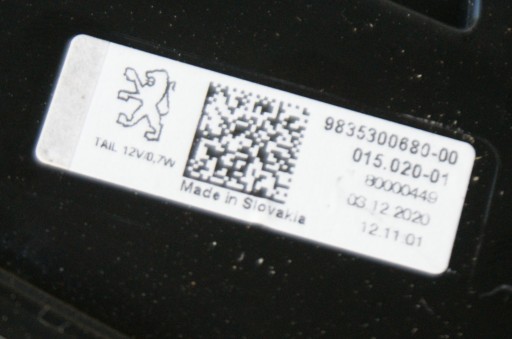 TAIL 12V/0,7W
Made in Slovakia
9835300680-00
015.020-01
80000449
03.12.2020
12:11:01